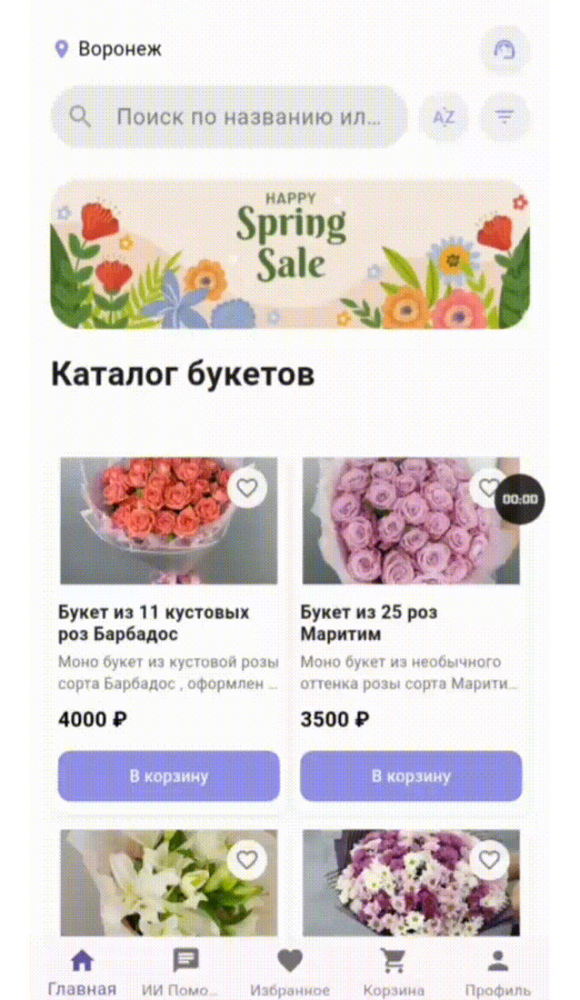 Воронеж
Поиск по названию ил...
AZ
HAPPY
Spring
Sale
Каталог букетов
00:00
Букет из 11 кустовых
роз Барбадос
Моно букет из кустовой розы
сорта Барбадос , оформлен ...
4000 ₽
В корзину
Букет из 25 роз
Маритим
Моно букет из необычного
оттенка розы сорта Марити...
3500 ₽
В корзину
Главная
ИИ Помо...
Избранное
Корзина
Профиль